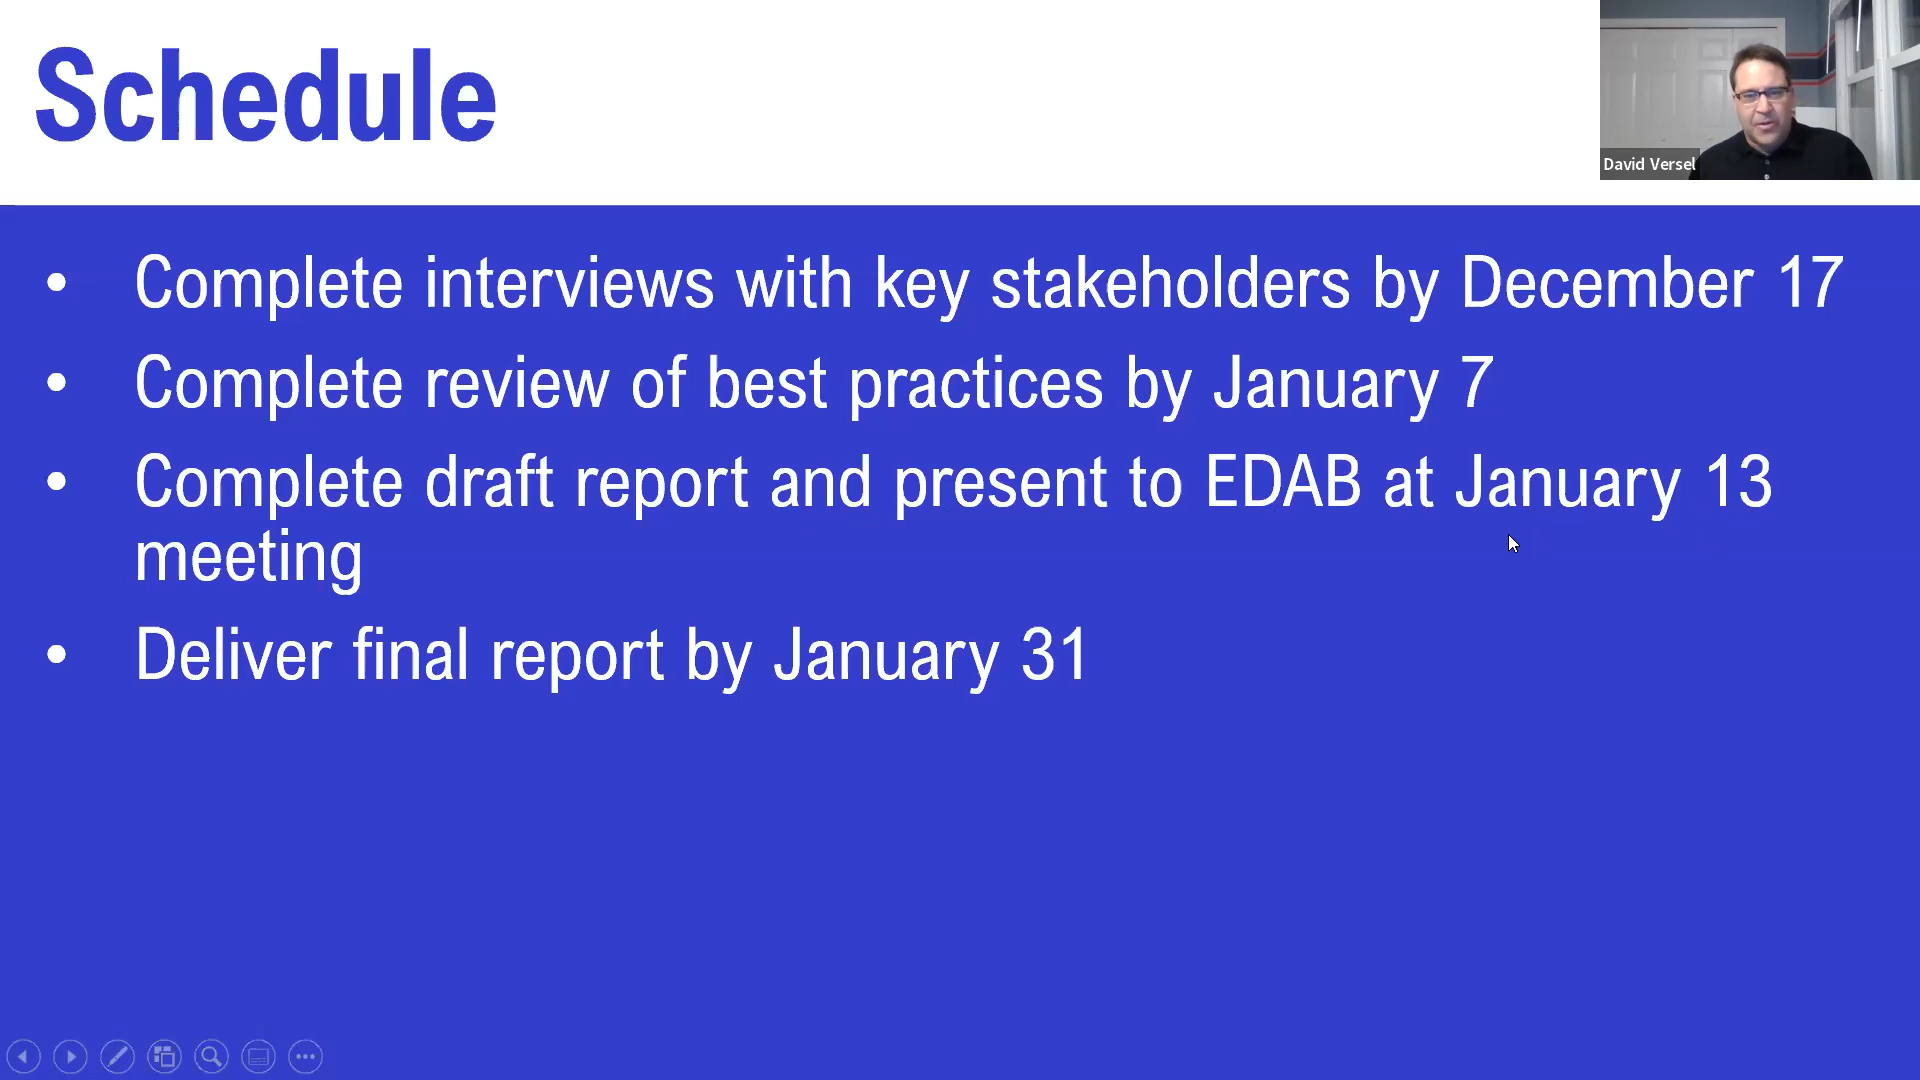 Schedule
David Versel
• Complete interviews with key stakeholders by December 17
• Complete review of best practices by January 7
• Complete draft report and present to EDAB at January 13
meeting
• Deliver final report by January 31